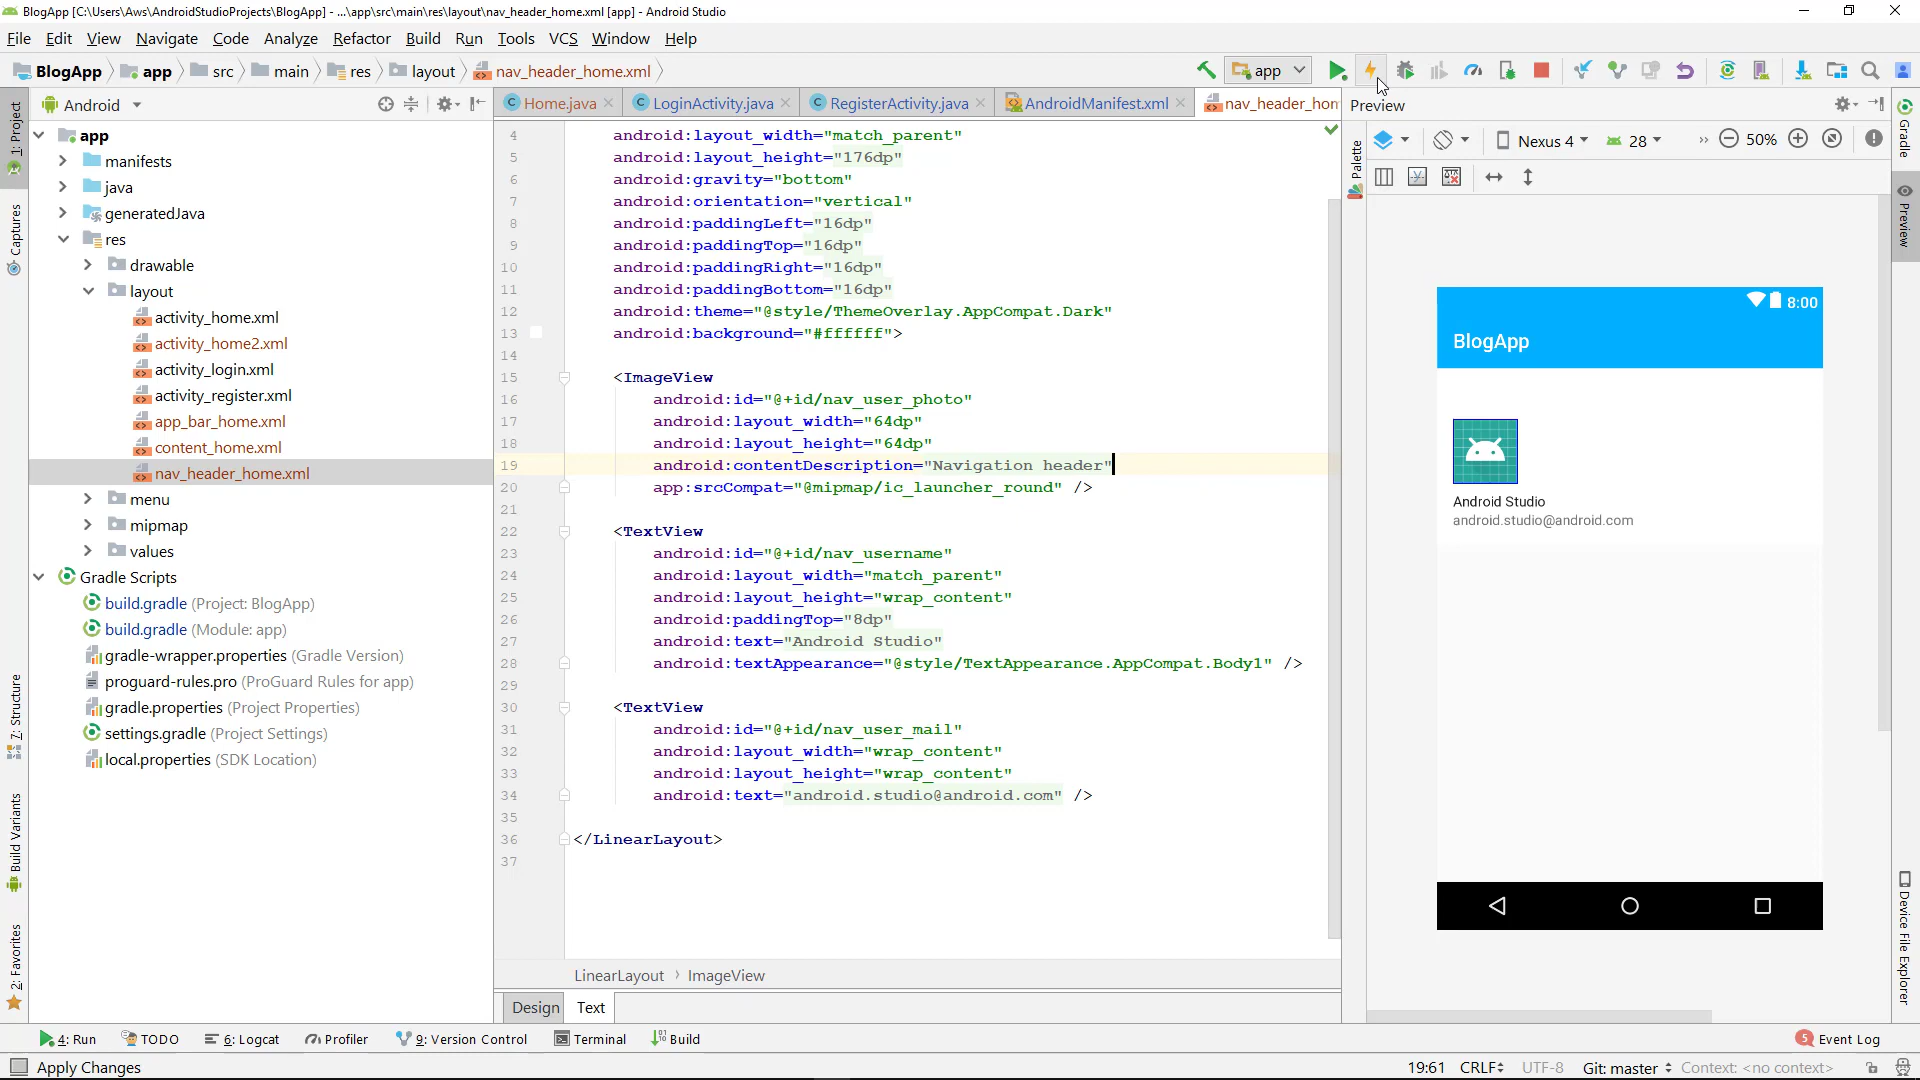 BlogApp [C:\Users\Aws\AndroidStudioProjects\BlogApp] - ...\app\src\main\res\layout\nav_header_home.xml [app] - Android Studio
File Edit View Navigate Code Analyze Refactor Build Run Tools VCS Window Help
BlogApp app src main res layout nav_header_home.xml
app
Android
Home.java LoginActivity.java RegisterActivity.java AndroidManifest.xml nav_header_hom
Preview
Nexus 4 28 50%
1: Project
Captures
7: Structure
Build Variants
2: Favorites
app
manifests
java
generatedJava
res
drawable
layout
activity_home.xml
activity_home2.xml
activity_login.xml
activity_register.xml
app_bar_home.xml
content_home.xml
nav_header_home.xml
menu
mipmap
values
Gradle Scripts
build.gradle (Project: BlogApp)
build.gradle (Module: app)
gradle-wrapper.properties (Gradle Version)
proguard-rules.pro (ProGuard Rules for app)
gradle.properties (Project Properties)
settings.gradle (Project Settings)
local.properties (SDK Location)
4 android:layout_width="match_parent"
5 android:layout_height="176dp"
6 android:gravity="bottom"
7 android:orientation="vertical"
8 android:paddingLeft="16dp"
9 android:paddingTop="16dp"
10 android:paddingRight="16dp"
11 android:paddingBottom="16dp"
12 android:theme="@style/ThemeOverlay.AppCompat.Dark"
13 android:background="#ffffff">
14
15 <ImageView
16 android:id="@+id/nav_user_photo"
17 android:layout_width="64dp"
18 android:layout_height="64dp"
19 android:contentDescription="Navigation header"
20 app:srcCompat="@mipmap/ic_launcher_round" />
21
22 <TextView
23 android:id="@+id/nav_username"
24 android:layout_width="match_parent"
25 android:layout_height="wrap_content"
26 android:paddingTop="8dp"
27 android:text="Android Studio"
28 android:textAppearance="@style/TextAppearance.AppCompat.Body1" />
29
30 <TextView
31 android:id="@+id/nav_user_mail"
32 android:layout_width="wrap_content"
33 android:layout_height="wrap_content"
34 android:text="android.studio@android.com" />
35
36 </LinearLayout>
37
LinearLayout › ImageView
Design Text
Palette
8:00
BlogApp
Android Studio
android.studio@android.com
Gradle
Preview
Device File Explorer
4: Run TODO 6: Logcat Profiler 9: Version Control Terminal Build Event Log
Apply Changes 19:61 CRLF UTF-8 Git: master Context: <no context>